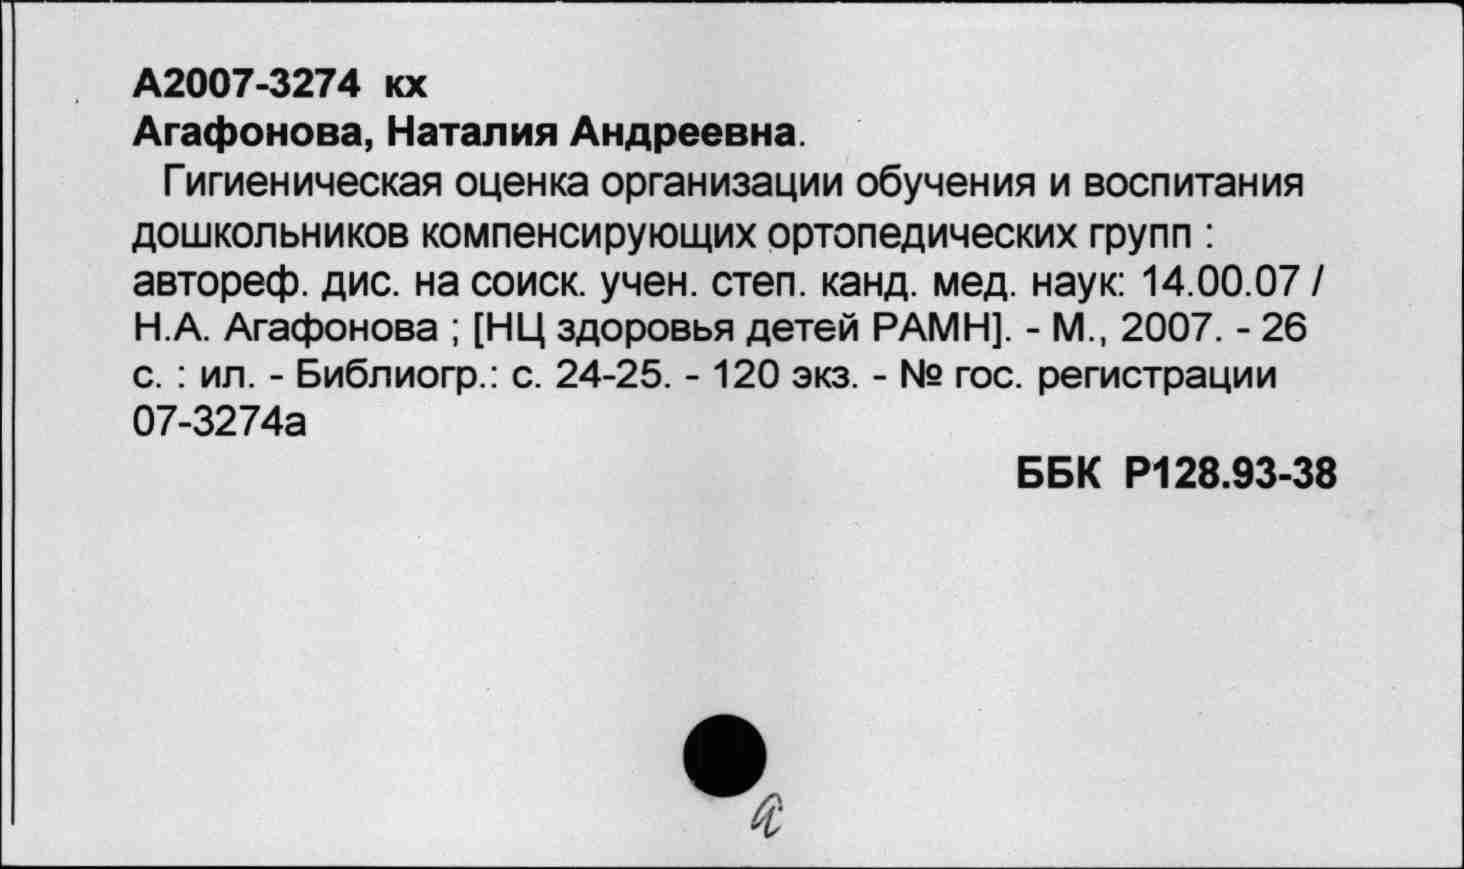 А2007-3274 кх
Агафонова, Наталия Андреевна.
Гигиеническая оценка организации обучения и воспитания
дошкольников компенсирующих ортопедических групп :
автореф. дис. на соиск. учен. степ. канд. мед. наук: 14.00.07 /
Н.А. Агафонова ; [НЦ здоровья детей РАМН]. - М., 2007. - 26
с. : ил. - Библиогр.: с. 24-25. - 120 экз. - № гос. регистрации
07-3274а
ББК Р128.93-38
а